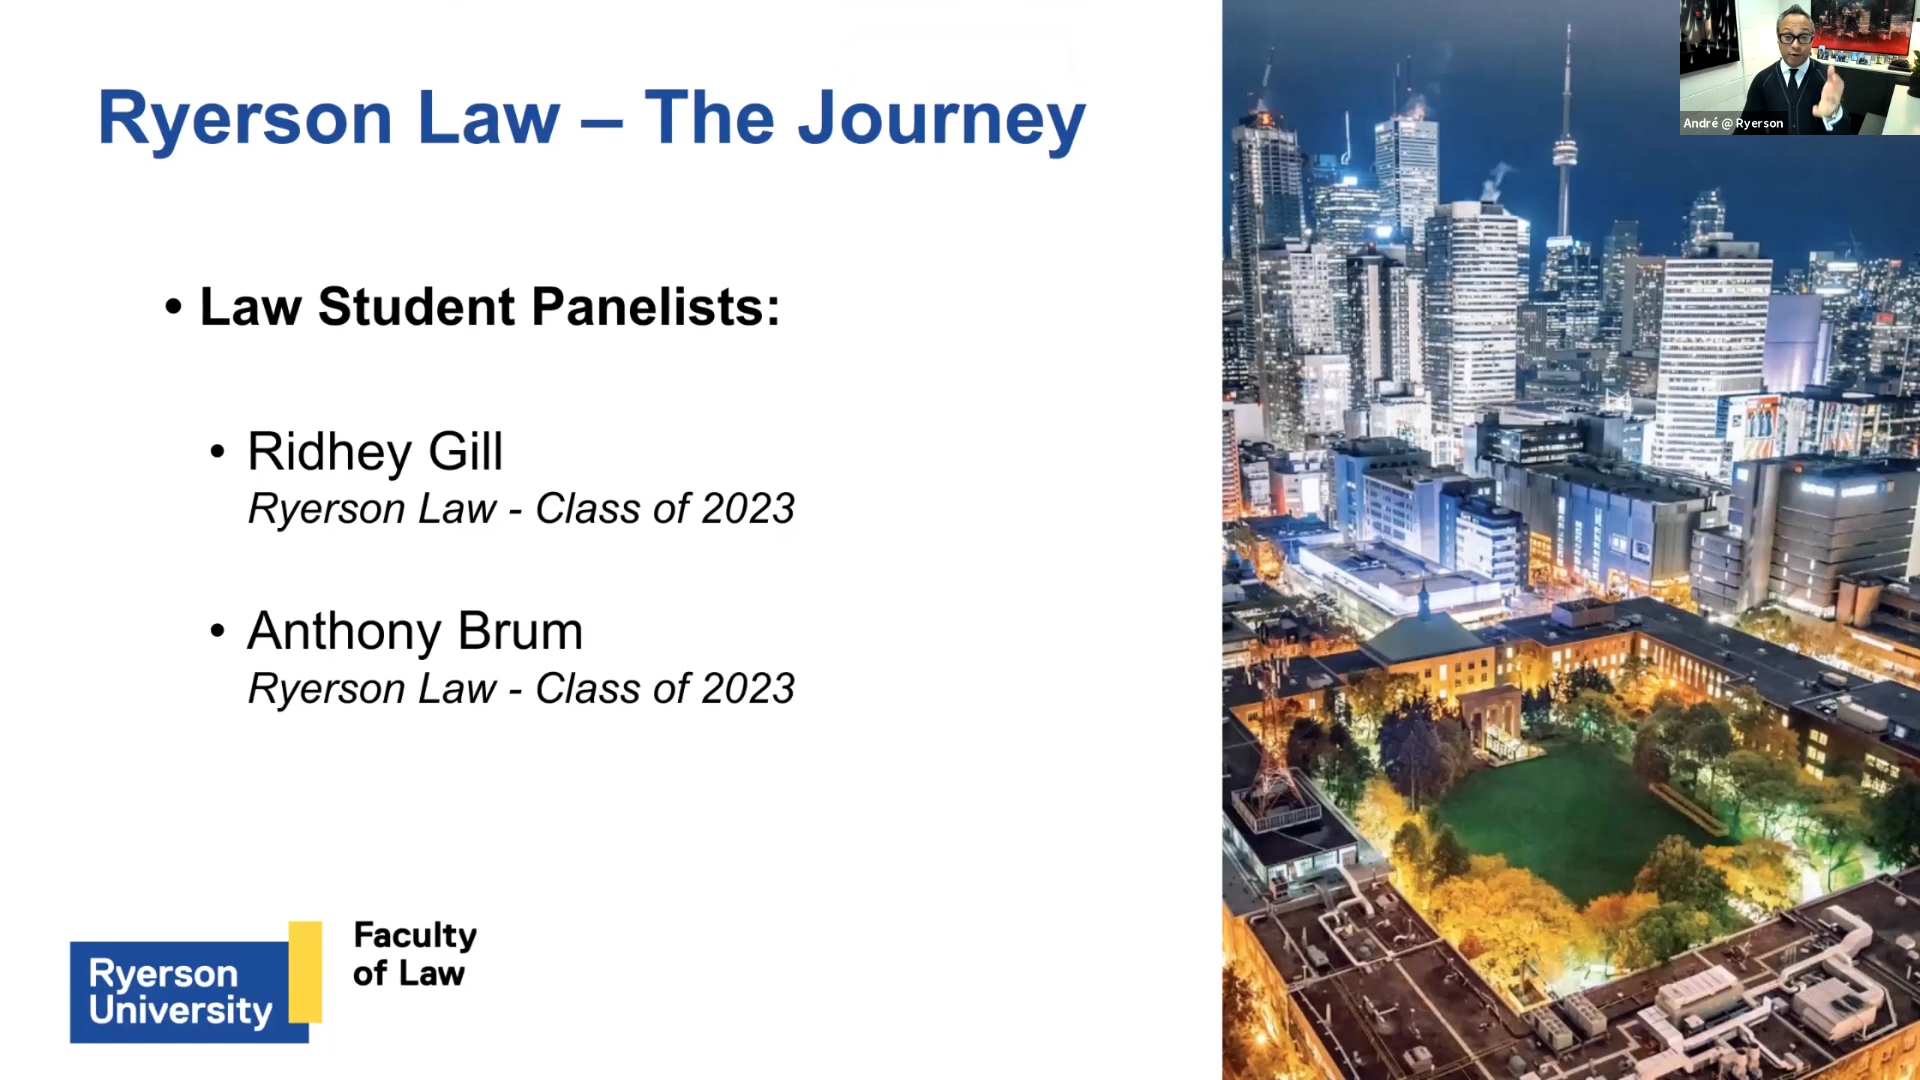 Ryerson Law – The Journey
• Law Student Panelists:
• Ridhey Gill
Ryerson Law - Class of 2023
• Anthony Brum
Ryerson Law - Class of 2023
Ryerson
University
Faculty
of Law
André @ Ryerson